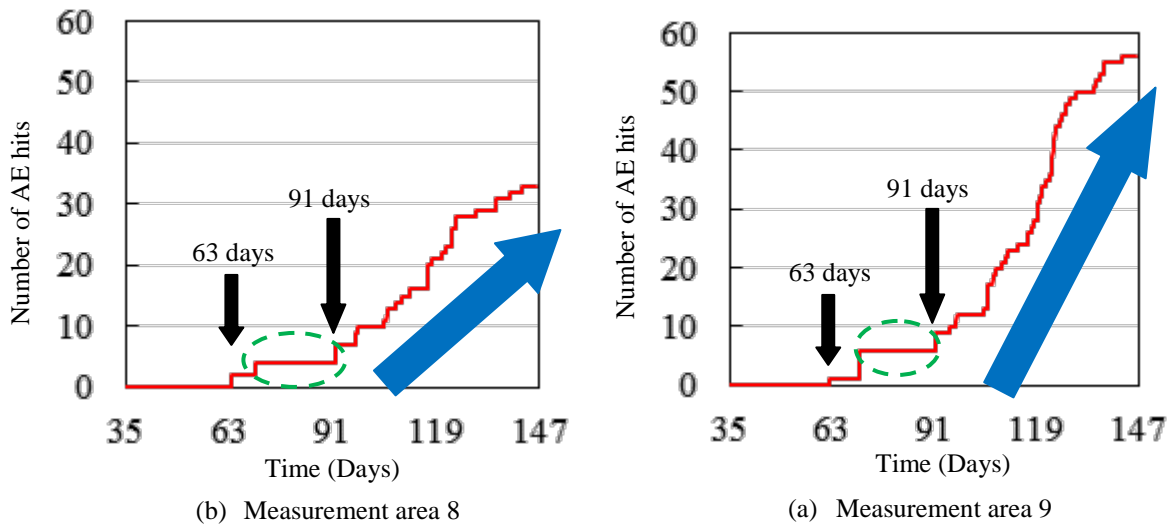 Number of AE hits
60
50
40
30
20
10
0
63 days
91 days
35 63 91 119 147
Time (Days)
(b) Measurement area 8
Number of AE hits
60
50
40
30
20
10
0
63 days
91 days
35 63 91 119 147
Time (Days)
(a) Measurement area 9